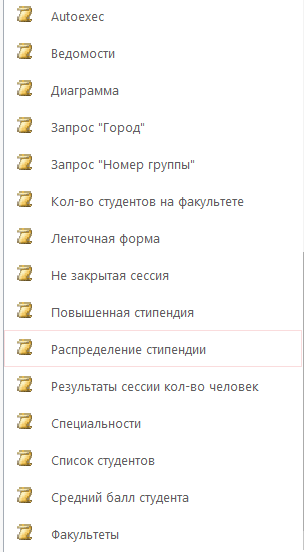 Autoexec
Ведомости
Диаграмма
Запрос "Город"
Запрос "Номер группы"
Кол-во студентов на факультете
Ленточная форма
Не закрытая сессия
Повышенная стипендия
Распределение стипендии
Результаты сессии кол-во человек
Специальности
Список студентов
Средний балл студента
Факультеты